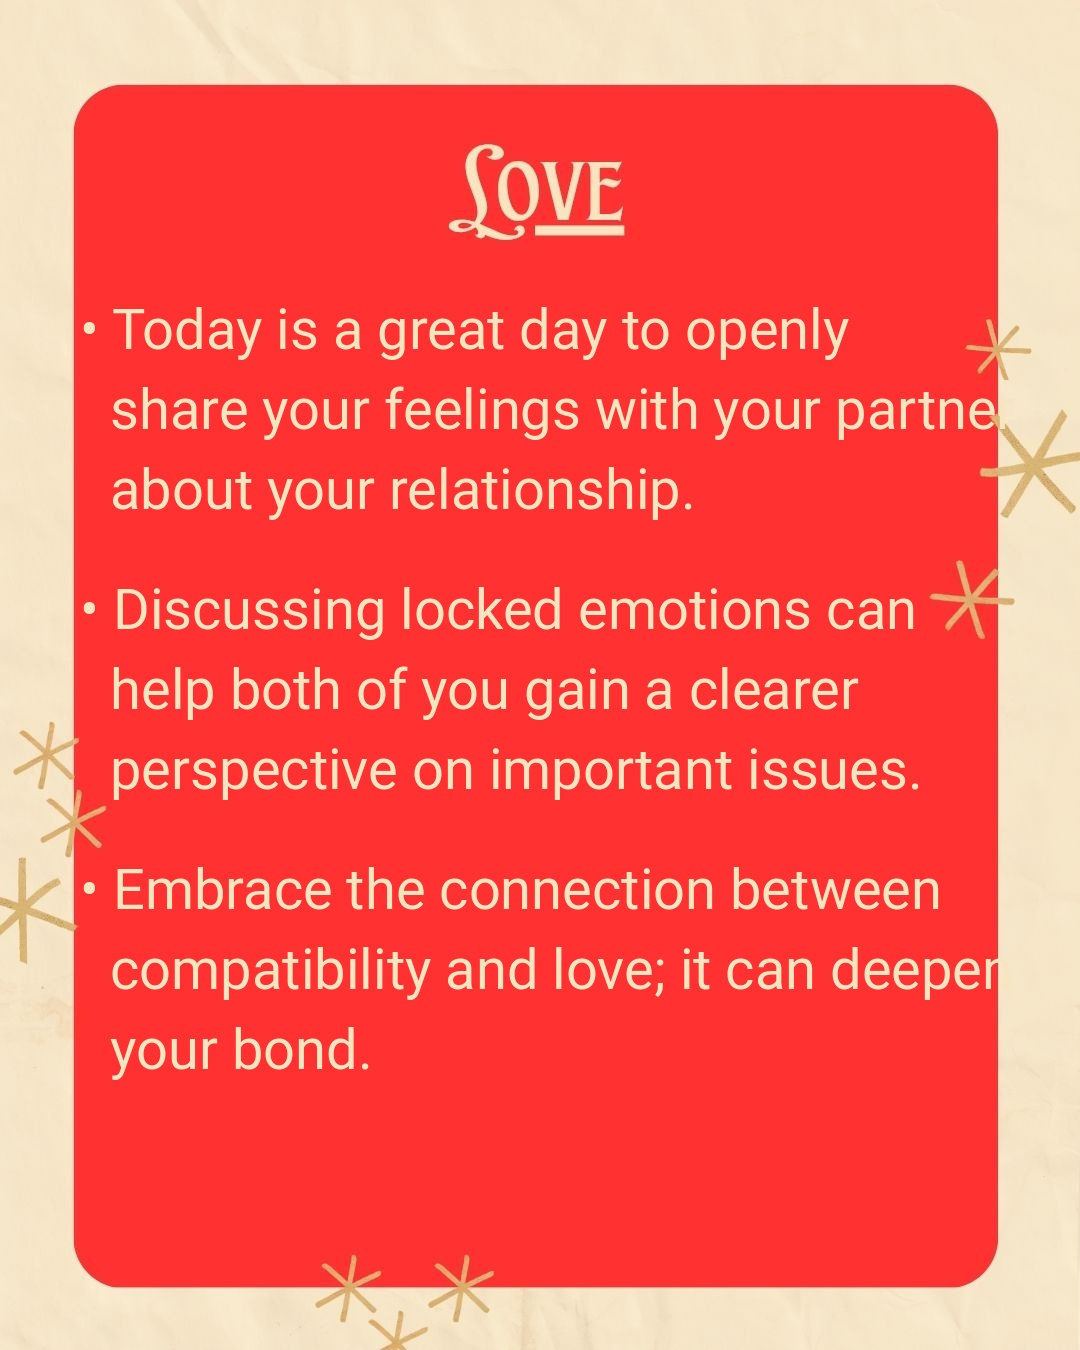 Love
• Today is a great day to openly
share your feelings with your partner
about your relationship.
• Discussing locked emotions can
help both of you gain a clearer
perspective on important issues.
• Embrace the connection between
compatibility and love; it can deepen
your bond.